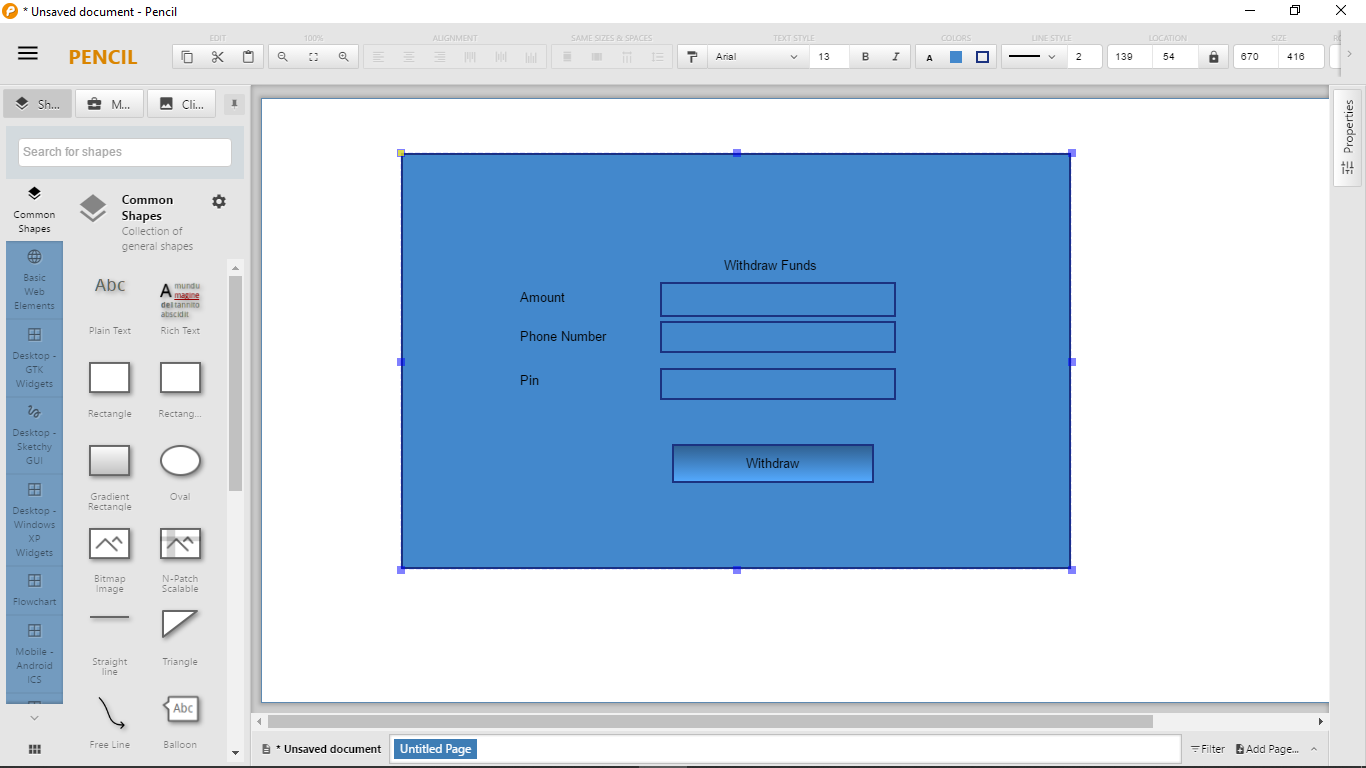 * Unsaved document - Pencil
EDIT
100%
ALIGNMENT
SAME SIZES & SPACES
TEXT STYLE
COLORS
LINE STYLE
LOCATION
SIZE
PENCIL
Arial
13
B
I
A
2
139
54
670
416
Sh...
M...
Cli...
Search for shapes
Properties
Common
Shapes
Basic
Web
Elements
Desktop -
GTK
Widgets
Desktop -
Sketchy
GUI
Desktop -
Windows
XP
Widgets
Flowchart
Mobile -
Android
ICS
Common
Shapes
Collection of
general shapes
Abc
Plain Text
A mundu
magine
del tannito
abscidit
Rich Text
Rectangle
Rectang...
Gradient
Rectangle
Oval
Bitmap
Image
N-Patch
Scalable
Straight
line
Triangle
Free Line
Abc
Balloon
Withdraw Funds
Amount
Phone Number
Pin
Withdraw
* Unsaved document
Untitled Page
Filter
Add Page...